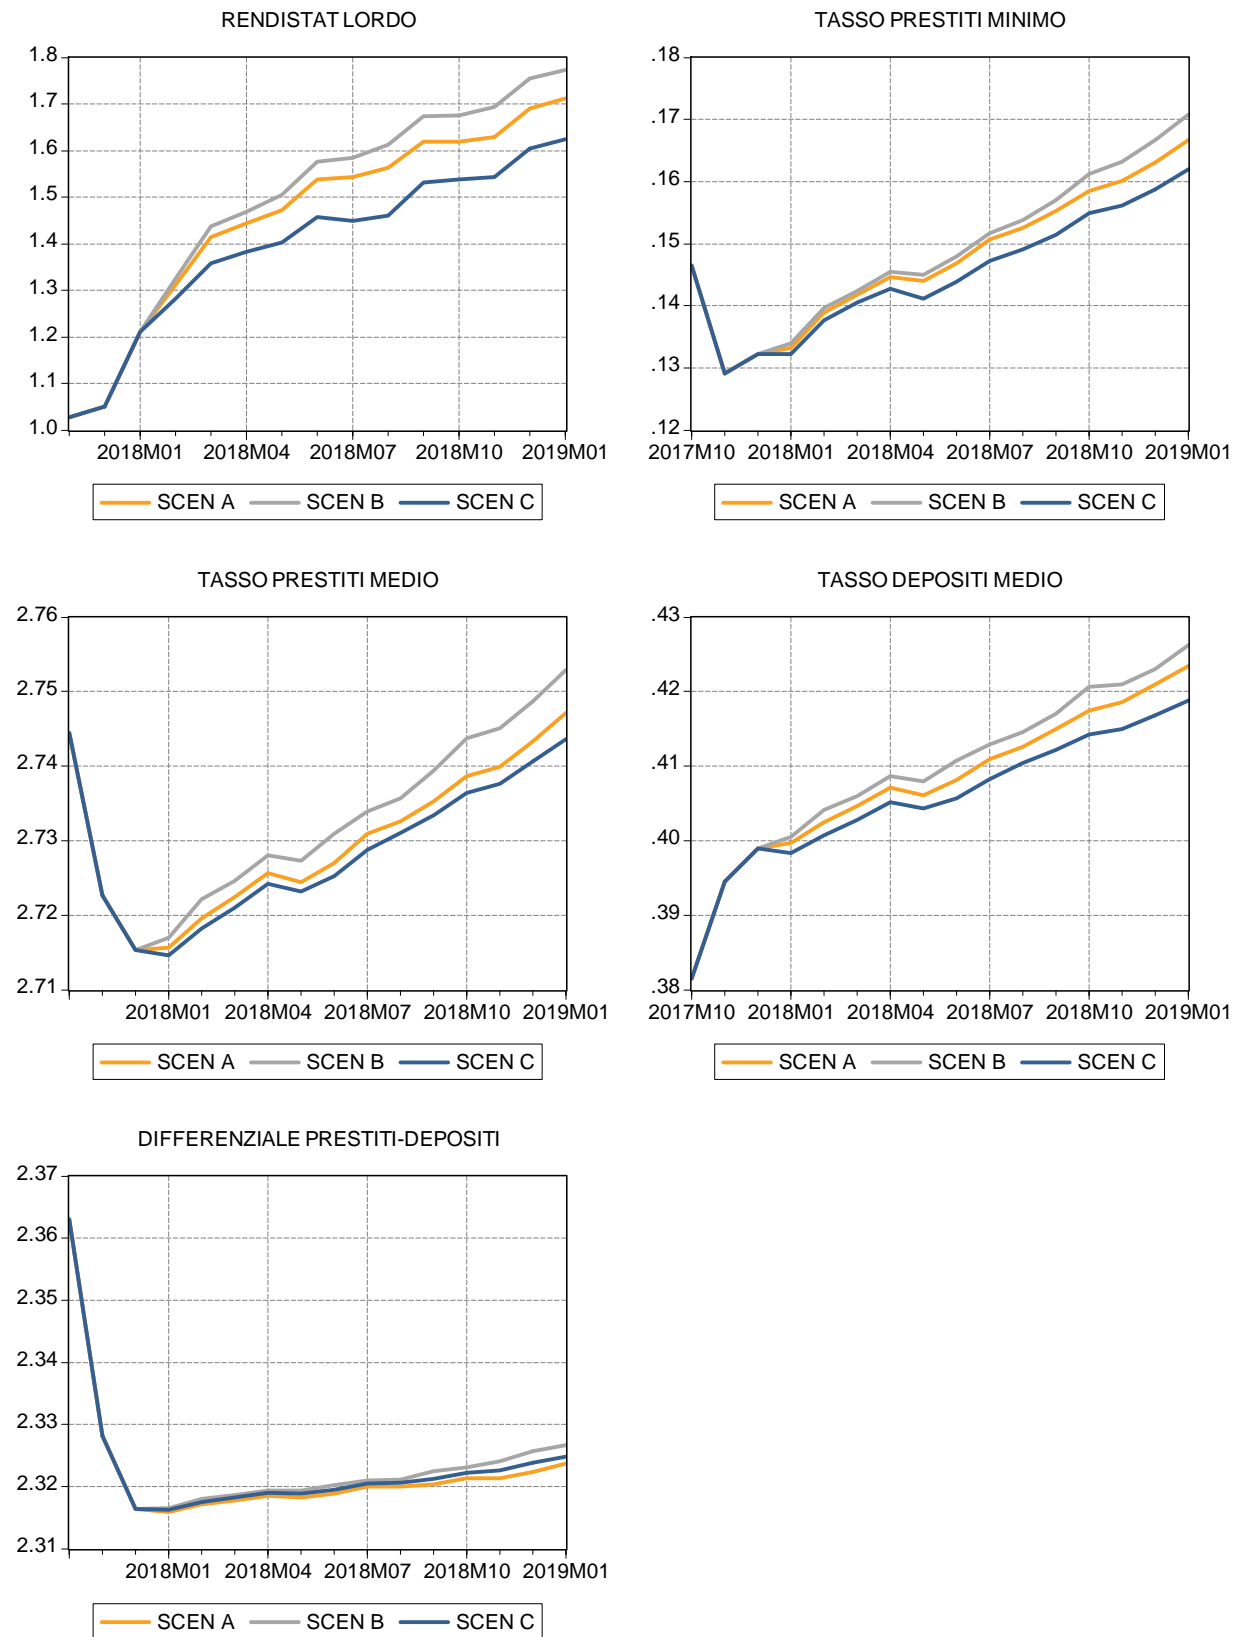 RENDISTAT LORDO
1.8
1.7
1.6
1.5
1.4
1.3
1.2
1.1
1.0
2018M01 2018M04 2018M07 2018M10 2019M01
SCEN A SCEN B SCEN C
TASSO PRESTITI MINIMO
.18
.17
.16
.15
.14
.13
.12
2017M10 2018M01 2018M04 2018M07 2018M10 2019M01
SCEN A SCEN B SCEN C
TASSO PRESTITI MEDIO
2.76
2.75
2.74
2.73
2.72
2.71
2018M01 2018M04 2018M07 2018M10 2019M01
SCEN A SCEN B SCEN C
TASSO DEPOSITI MEDIO
.43
.42
.41
.40
.39
.38
2017M10 2018M01 2018M04 2018M07 2018M10 2019M01
SCEN A SCEN B SCEN C
DIFFERENZIALE PRESTITI-DEPOSITI
2.37
2.36
2.35
2.34
2.33
2.32
2.31
2018M01 2018M04 2018M07 2018M10 2019M01
SCEN A SCEN B SCEN C